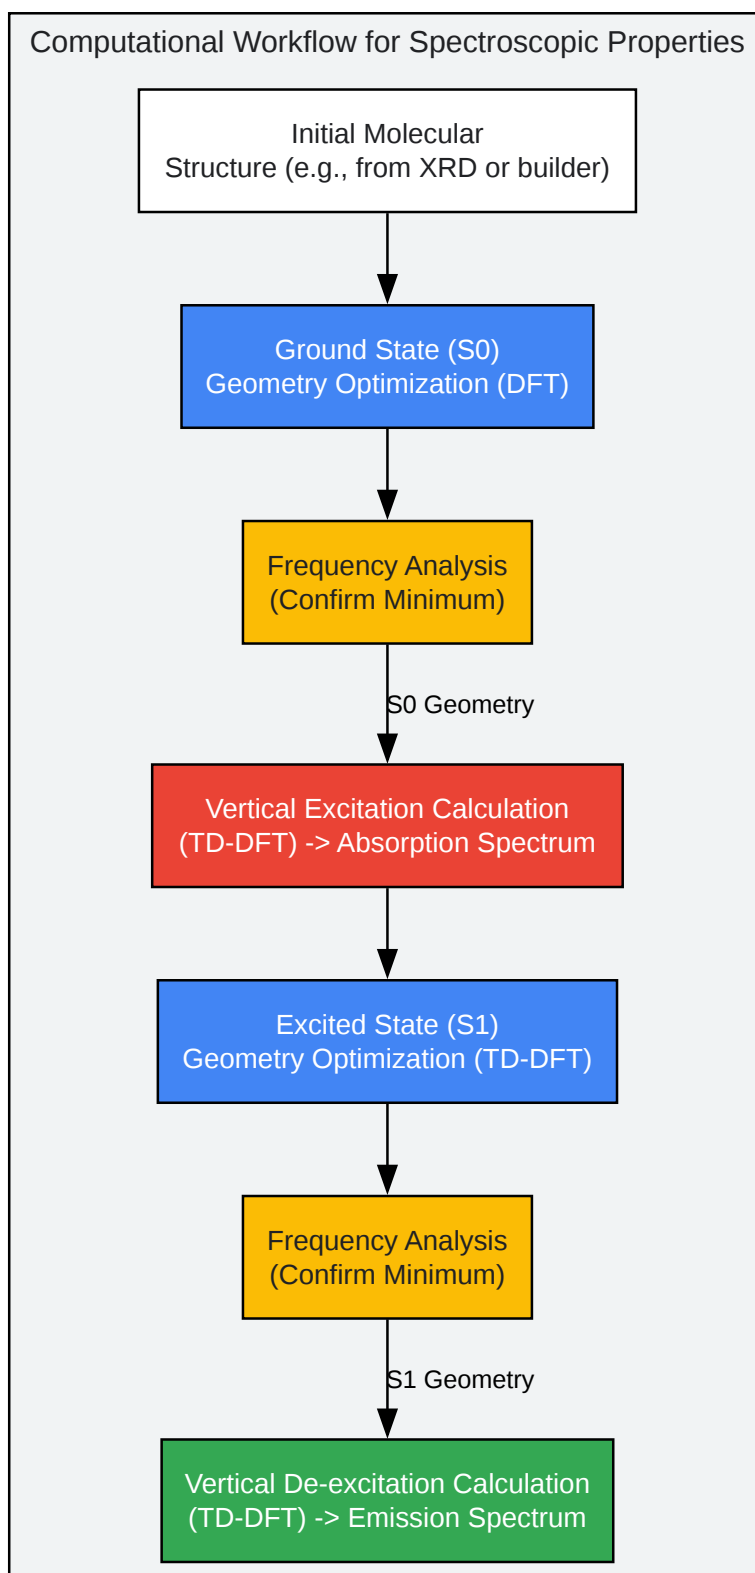 Computational Workflow for Spectroscopic Properties
Initial Molecular
Structure (e.g., from XRD or builder)
Ground State (S0)
Geometry Optimization (DFT)
Frequency Analysis
(Confirm Minimum)
S0 Geometry
Vertical Excitation Calculation
(TD-DFT) -> Absorption Spectrum
Excited State (S1)
Geometry Optimization (TD-DFT)
Frequency Analysis
(Confirm Minimum)
S1 Geometry
Vertical De-excitation Calculation
(TD-DFT) -> Emission Spectrum